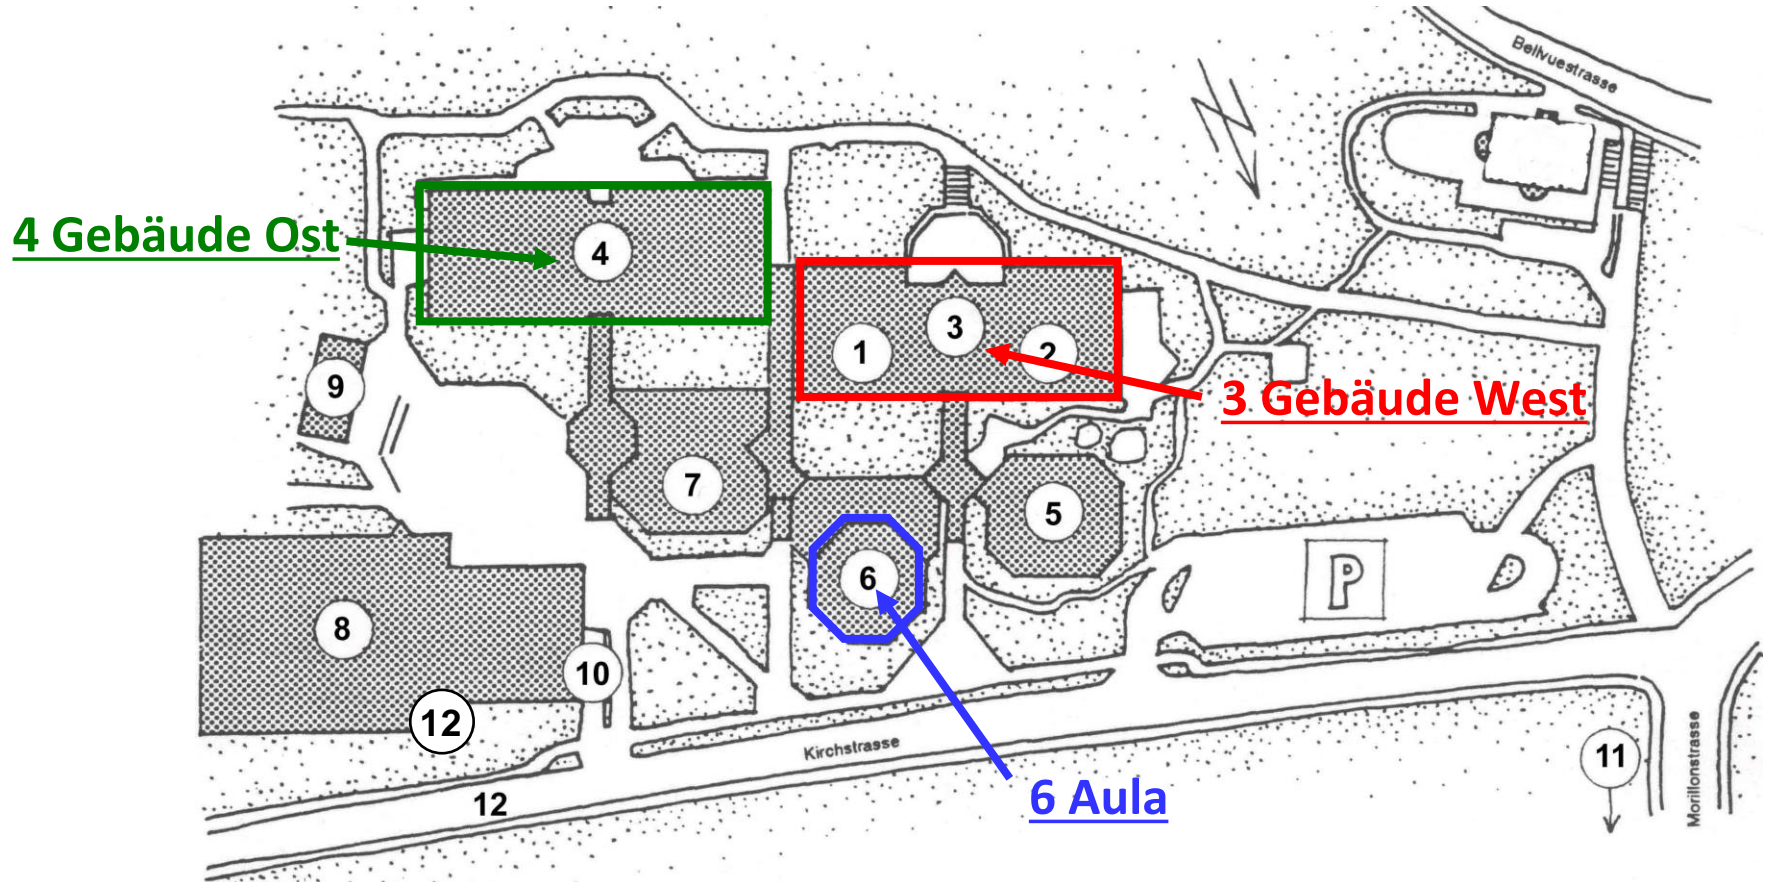 Bellvuestrasse
4 Gebäude Ost
4
3
1
2
9
3 Gebäude West
7
5
6
P
8
10
12
Kirchstrasse
11
Morillonstrasse
12
6 Aula